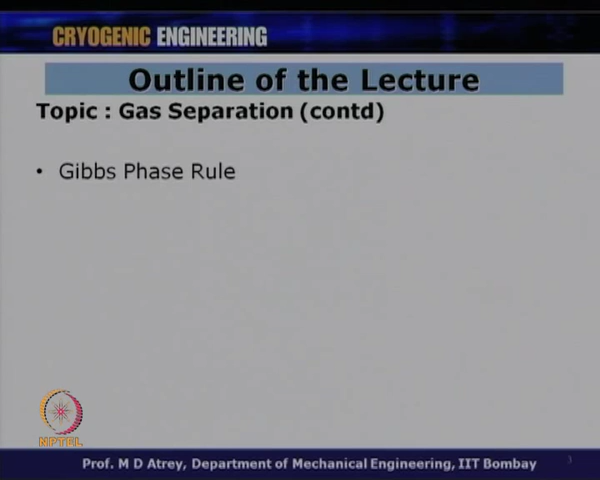 CRYOGENIC ENGINEERING
Outline of the Lecture
Topic : Gas Separation (contd)
• Gibbs Phase Rule
NPTEL
Prof. M D Atrey, Department of Mechanical Engineering, IIT Bombay
3